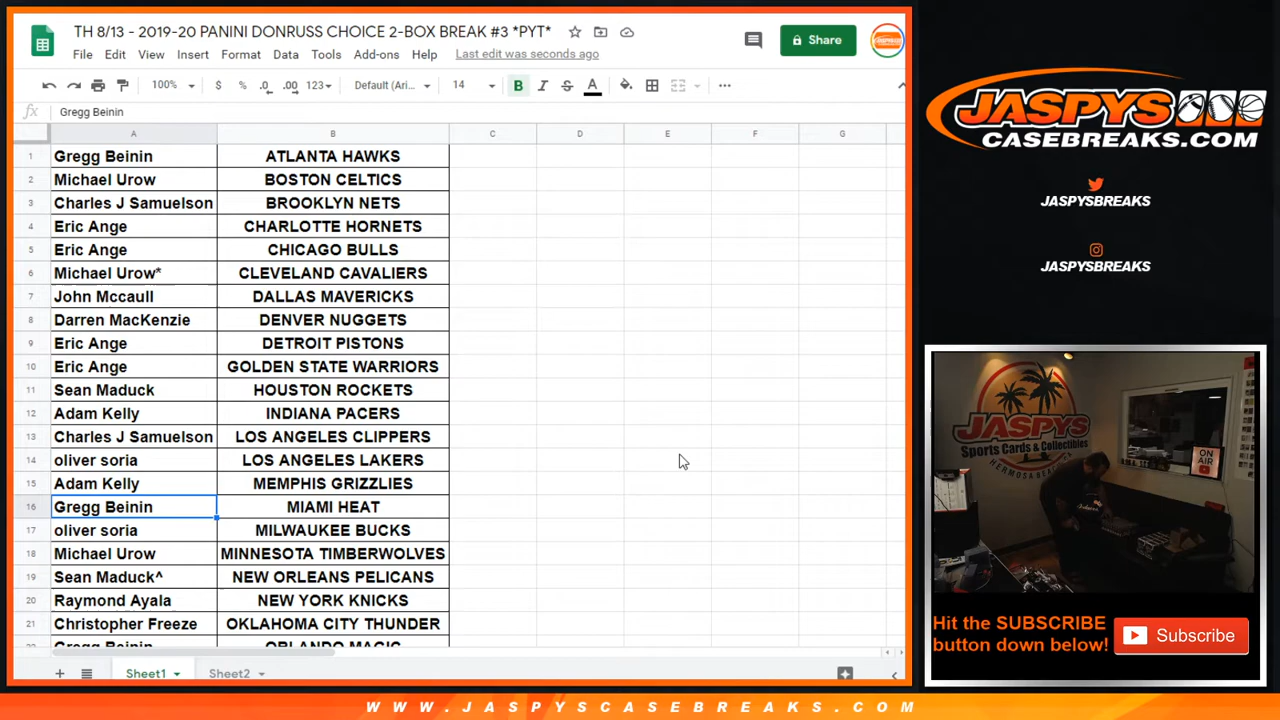 TH 8/13 - 2019-20 PANINI DONRUSS CHOICE 2-BOX BREAK #3 *PYT*
File Edit View Insert Format Data Tools Add-ons Help Last edit was seconds ago
Share
100% $ % .0 .00 123 Default (Ari... 14 B I S A
fx Gregg Beinin
A B C D E F G
1 Gregg Beinin ATLANTA HAWKS
2 Michael Urow BOSTON CELTICS
3 Charles J Samuelson BROOKLYN NETS
4 Eric Ange CHARLOTTE HORNETS
5 Eric Ange CHICAGO BULLS
6 Michael Urow* CLEVELAND CAVALIERS
7 John Mccaull DALLAS MAVERICKS
8 Darren MacKenzie DENVER NUGGETS
9 Eric Ange DETROIT PISTONS
10 Eric Ange GOLDEN STATE WARRIORS
11 Sean Maduck HOUSTON ROCKETS
12 Adam Kelly INDIANA PACERS
13 Charles J Samuelson LOS ANGELES CLIPPERS
14 oliver soria LOS ANGELES LAKERS
15 Adam Kelly MEMPHIS GRIZZLIES
16 Gregg Beinin MIAMI HEAT
17 oliver soria MILWAUKEE BUCKS
18 Michael Urow MINNESOTA TIMBERWOLVES
19 Sean Maduck^ NEW ORLEANS PELICANS
20 Raymond Ayala NEW YORK KNICKS
21 Christopher Freeze OKLAHOMA CITY THUNDER
22 Gregg Beinin ORLANDO MAGIC
Sheet1 Sheet2
JASPYS
CASEBREAKS.COM
JASPYSBREAKS
JASPYSBREAKS
JASPYS
Sports Cards & Collectibles
HERMOSA BEACH
ON AIR
Hit the SUBSCRIBE
button down below!
Subscribe
WWW.JASPYSCASEBREAKS.COM